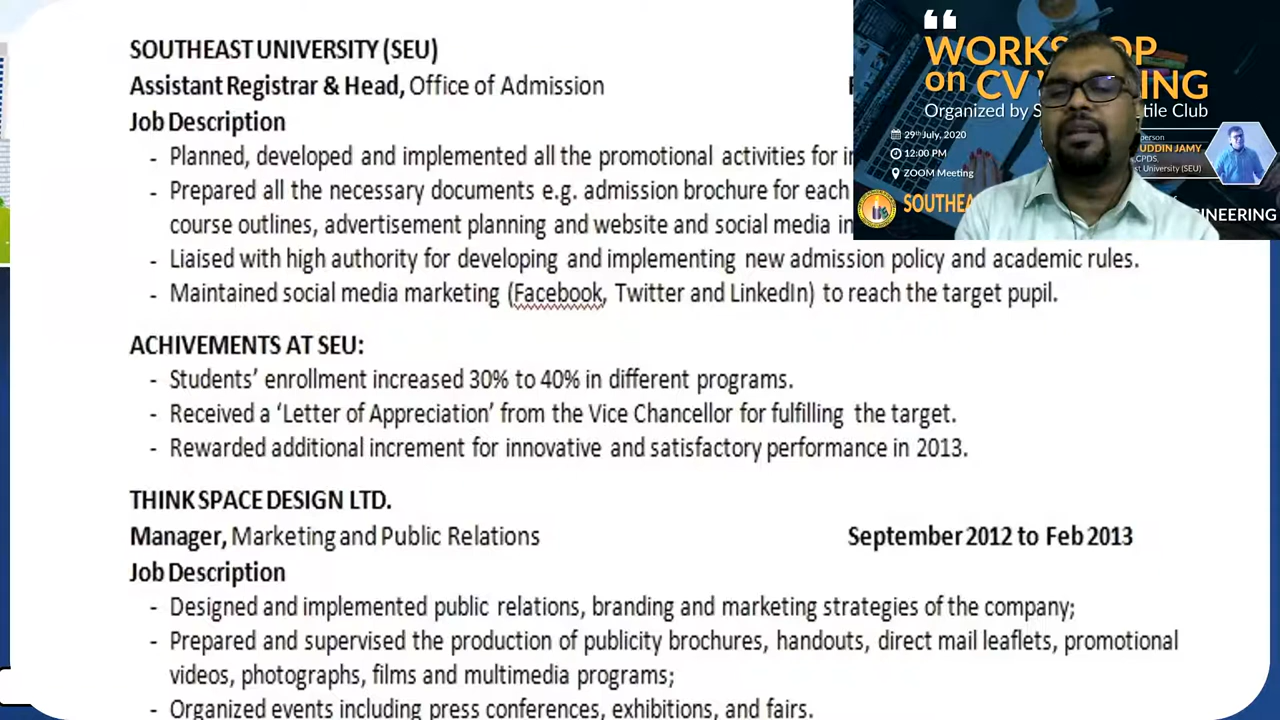 SOUTHEAST UNIVERSITY (SEU)
Assistant Registrar & Head, Office of Admission
Job Description
- Planned, developed and implemented all the promotional activities for
- Prepared all the necessary documents e.g. admission brochure for each
course outlines, advertisement planning and website and social media
- Liaised with high authority for developing and implementing new admission policy and academic rules.
- Maintained social media marketing (Facebook, Twitter and LinkedIn) to reach the target pupil.
ACHIVEMENTS AT SEU:
- Students’ enrollment increased 30% to 40% in different programs.
- Received a ‘Letter of Appreciation’ from the Vice Chancellor for fulfilling the target.
- Rewarded additional increment for innovative and satisfactory performance in 2013.
THINK SPACE DESIGN LTD.
Manager, Marketing and Public Relations September 2012 to Feb 2013
Job Description
- Designed and implemented public relations, branding and marketing strategies of the company;
- Prepared and supervised the production of publicity brochures, handouts, direct mail leaflets, promotional
videos, photographs, films and multimedia programs;
- Organized events including press conferences, exhibitions, and fairs.
“
on CV
Organized by tile Club
29th July, 2020
12:00 PM
ZOOM Meeting
person
UDDIN JAMY
CPDS,
st University (SEU)
SOUTHEA
INEERING